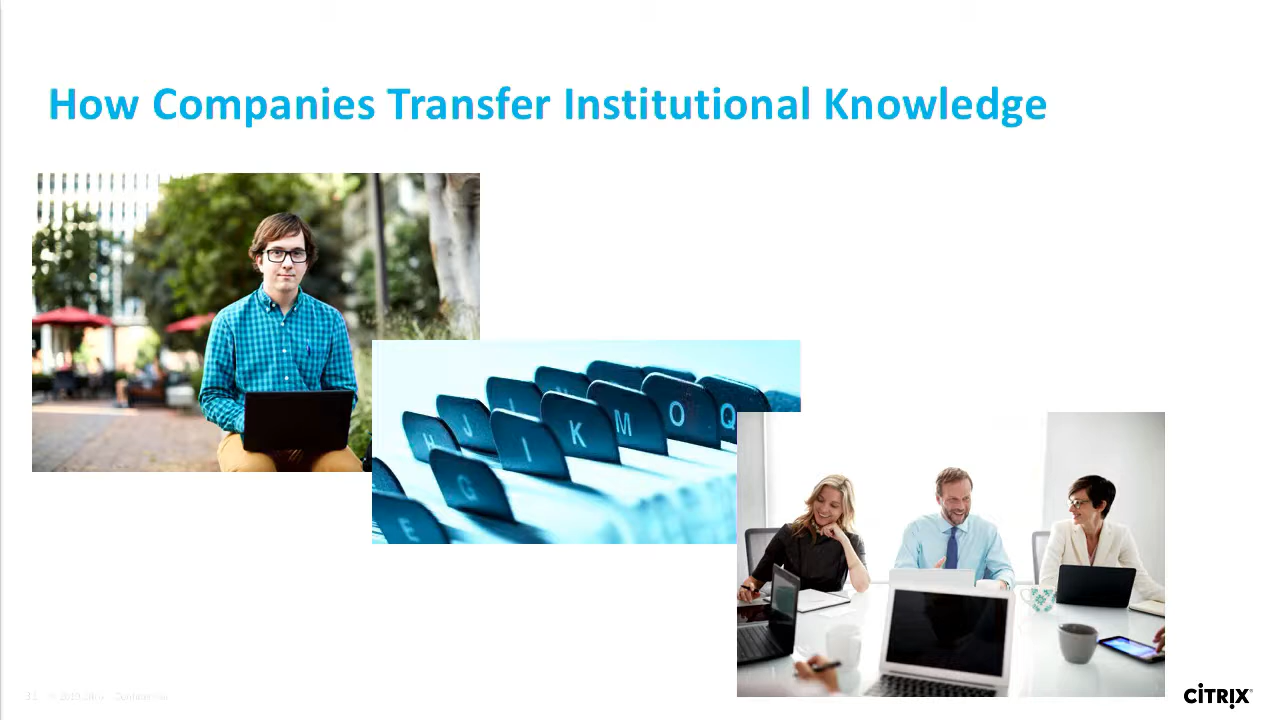 How Companies Transfer Institutional Knowledge
H
J
K
M
O
Q
I
G
E
CITRIX